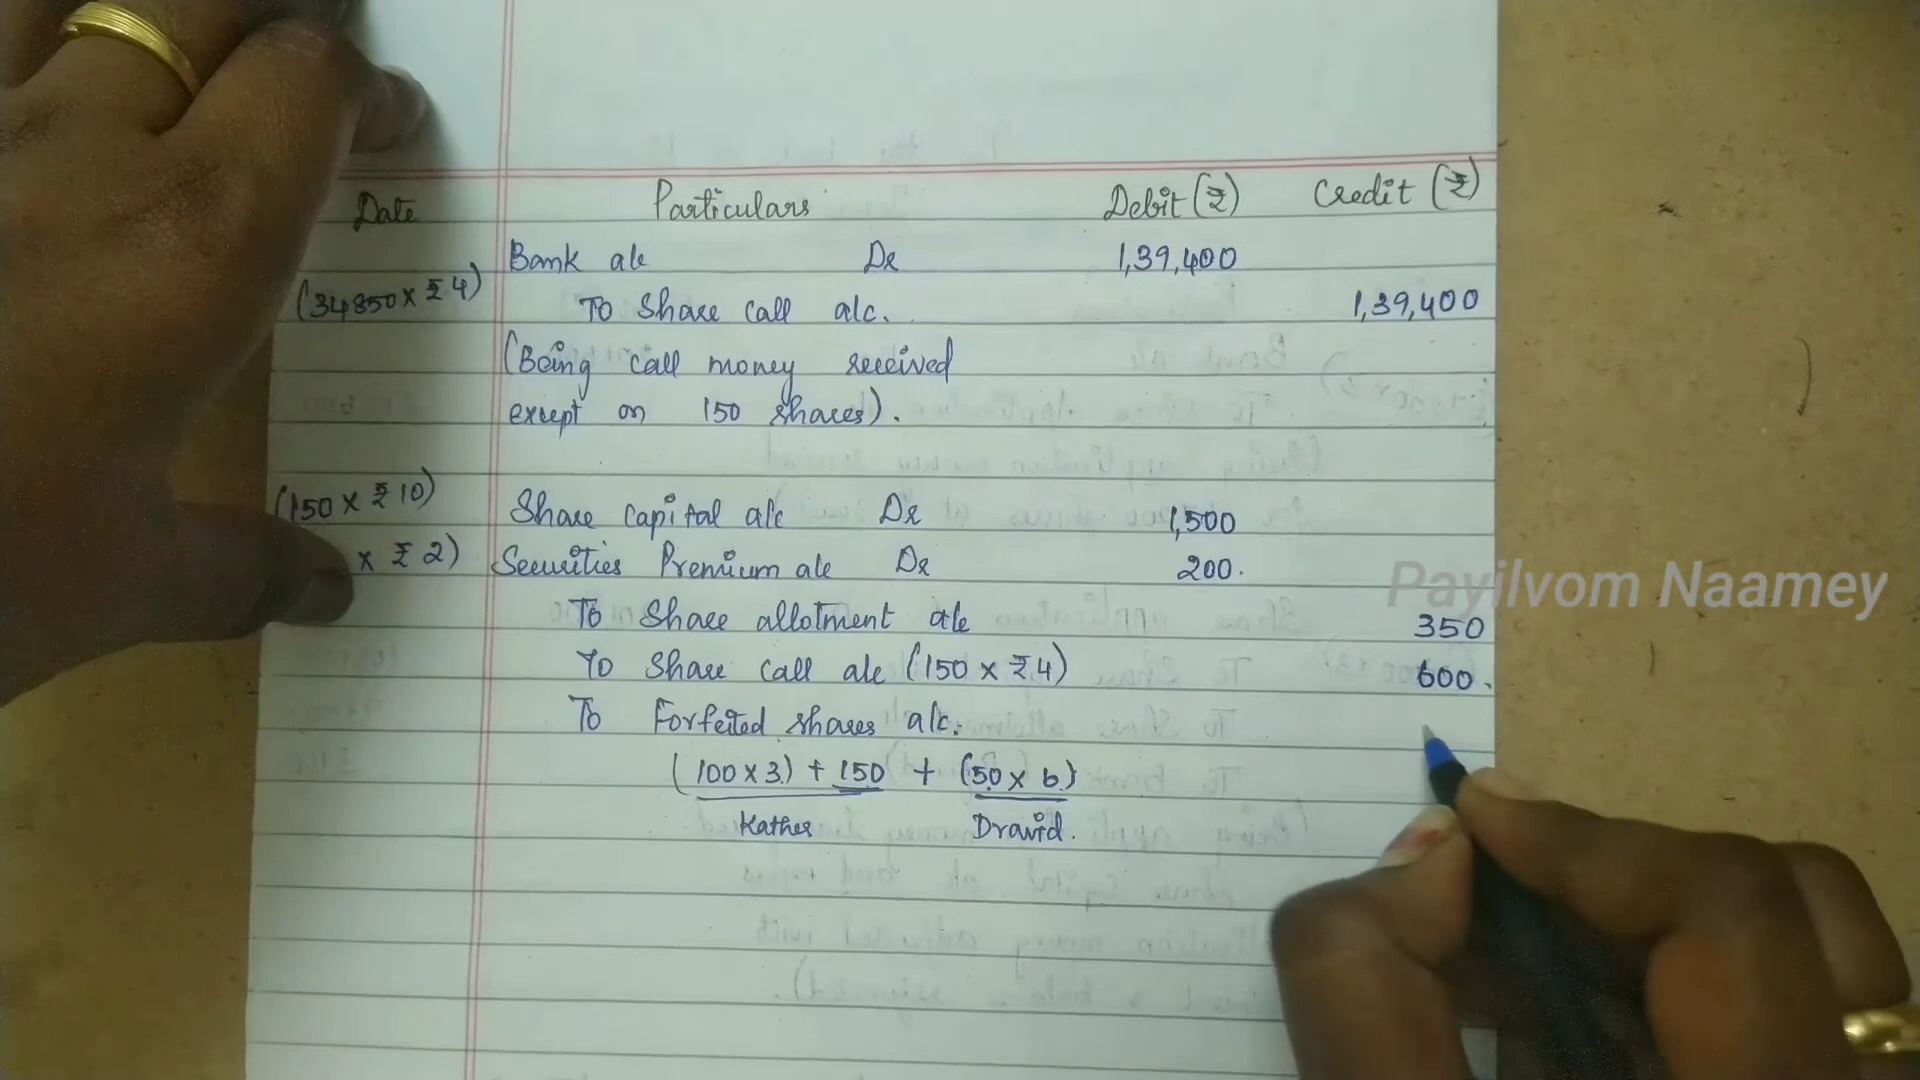 Date Particulars Debit (₹) Credit (₹)
Bank a/c Dr 1,39,400
(34850 x ₹ 4) To Share call a/c. 1,39,400
(Being call money received
except on 150 shares).
(150 x ₹ 10) Share capital a/c Dr 1,500
x ₹ 2) Securities Premium a/c Dr 200.
To Share allotment a/c 350
To Share call a/c (150 x ₹ 4) 600.
To Forfeited shares a/c.
(100 x 3) + 150 + (50 x 6)
Kather Dravid.
Payilvom Naamey